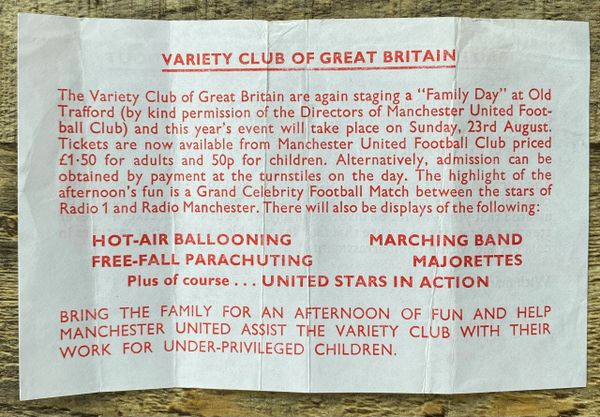 VARIETY CLUB OF GREAT BRITAIN
The Variety Club of Great Britain are again staging a "Family Day" at Old
Trafford (by kind permission of the Directors of Manchester United Foot-
ball Club) and this year's event will take place on Sunday, 23rd August.
Tickets are now available from Manchester United Football Club priced
£1·50 for adults and 50p for children. Alternatively, admission can be
obtained by payment at the turnstiles on the day. The highlight of the
afternoon's fun is a Grand Celebrity Football Match between the stars of
Radio 1 and Radio Manchester. There will also be displays of the following:
HOT-AIR BALLOONING MARCHING BAND
FREE-FALL PARACHUTING MAJORETTES
Plus of course . . . UNITED STARS IN ACTION
BRING THE FAMILY FOR AN AFTERNOON OF FUN AND HELP
MANCHESTER UNITED ASSIST THE VARIETY CLUB WITH THEIR
WORK FOR UNDER-PRIVILEGED CHILDREN.